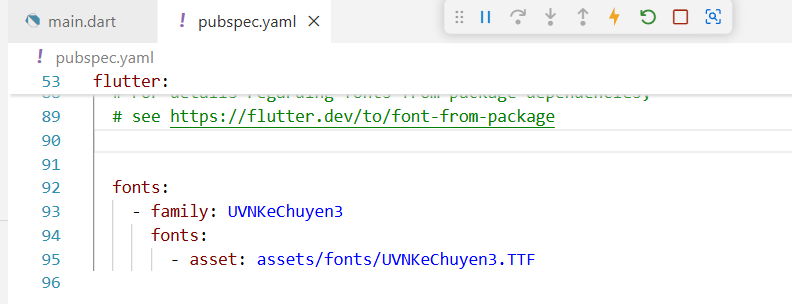 main.dart
! pubspec.yaml
! pubspec.yaml
53 flutter:
88 # For details regarding fonts from package dependencies,
89 # see https://flutter.dev/to/font-from-package
90
91
92 fonts:
93 - family: UVNKeChuyen3
94 fonts:
95 - asset: assets/fonts/UVNKeChuyen3.TTF
96